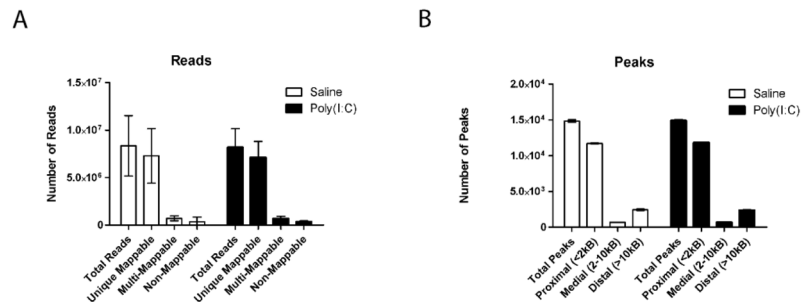 A
Reads
Number of Reads
1.5×10⁷
1.0×10⁷
5.0×10⁶
0
Saline
Poly(I:C)
Total Reads
Unique Mappable
Multi-Mappable
Non-Mappable
Total Reads
Unique Mappable
Multi-Mappable
Non-Mappable
B
Peaks
Number of Peaks
2.0×10⁴
1.5×10⁴
1.0×10⁴
5.0×10³
0
Saline
Poly(I:C)
Total Peaks
Proximal (<2kB)
Medial (2-10kB)
Distal (>10kB)
Total Peaks
Proximal (<2kB)
Medial (2-10kB)
Distal (>10kB)